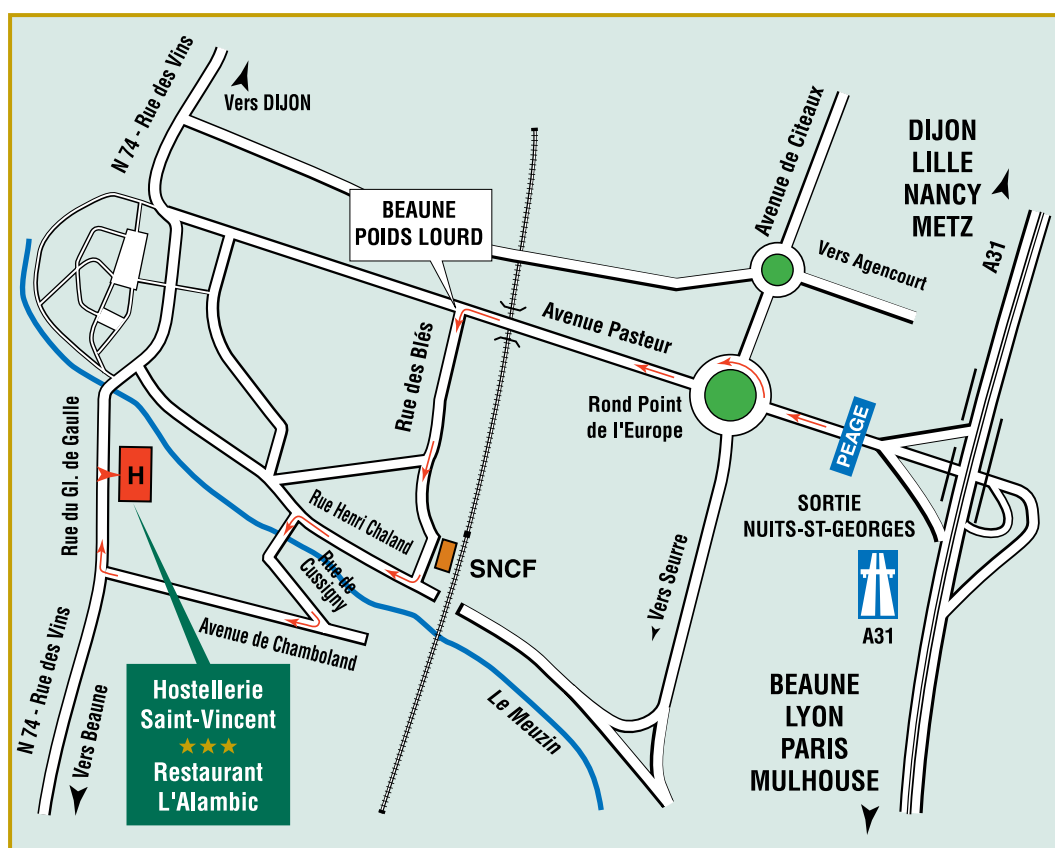 N 74 - Rue des Vins
Vers DIJON
BEAUNE
POIDS LOURD
Avenue de Citeaux
DIJON
LILLE
NANCY
METZ
A31
Vers Agencourt
Avenue Pasteur
Rue des Blés
Rond Point
de l'Europe
PEAGE
SORTIE
NUITS-ST-GEORGES
A31
Rue du Gl. de Gaulle
H
Rue Henri Chaland
SNCF
Rue de
Cussigny
Avenue de Chamboland
Vers Seurre
Le Meuzin
N 74 - Rue des Vins
Vers Beaune
Hostellerie
Saint-Vincent
Restaurant
L'Alambic
BEAUNE
LYON
PARIS
MULHOUSE